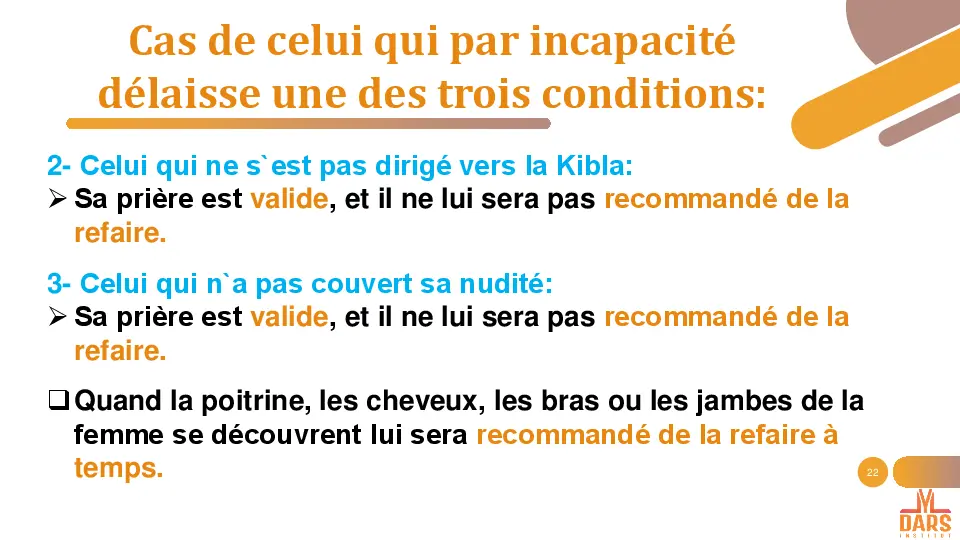 Cas de celui qui par incapacité
délaisse une des trois conditions:
2- Celui qui ne s`est pas dirigé vers la Kibla:
➢ Sa prière est valide, et il ne lui sera pas recommandé de la
refaire.
3- Celui qui n`a pas couvert sa nudité:
➢ Sa prière est valide, et il ne lui sera pas recommandé de la
refaire.
❑Quand la poitrine, les cheveux, les bras ou les jambes de la
femme se découvrent lui sera recommandé de la refaire à
temps.
22
DARS
INSTITUT